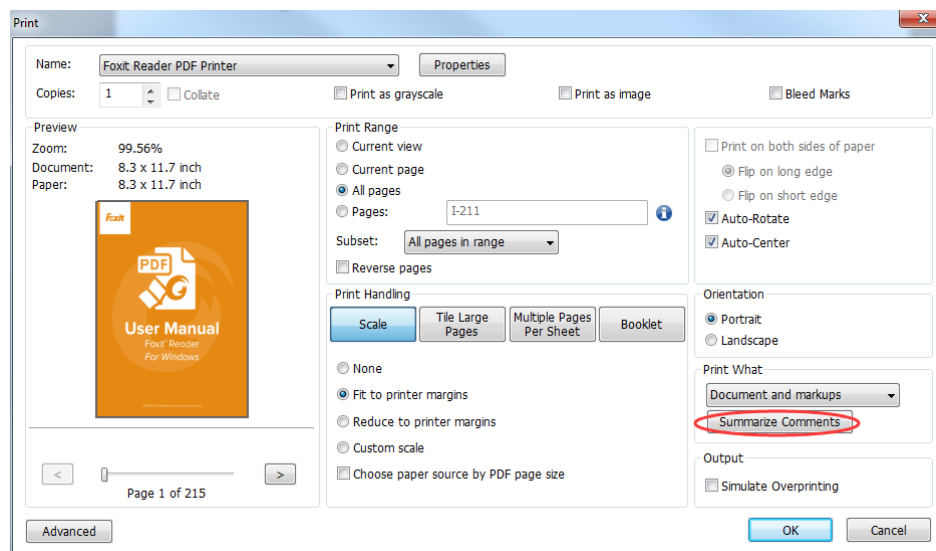 Print
x
Name: Foxit Reader PDF Printer Properties
Copies: 1 Collate Print as grayscale Print as image Bleed Marks
Preview
Zoom: 99.56%
Document: 8.3 x 11.7 inch
Paper: 8.3 x 11.7 inch
Foxit
PDF
User Manual
Foxit® Reader
For Windows
<
>
Page 1 of 215
Print Range
Current view
Current page
All pages
Pages: I-211
Subset: All pages in range
Reverse pages
Print Handling
Scale
Tile Large
Pages
Multiple Pages
Per Sheet
Booklet
None
Fit to printer margins
Reduce to printer margins
Custom scale
Choose paper source by PDF page size
Print on both sides of paper
Flip on long edge
Flip on short edge
Auto-Rotate
Auto-Center
Orientation
Portrait
Landscape
Print What
Document and markups
Summarize Comments
Output
Simulate Overprinting
Advanced
OK
Cancel